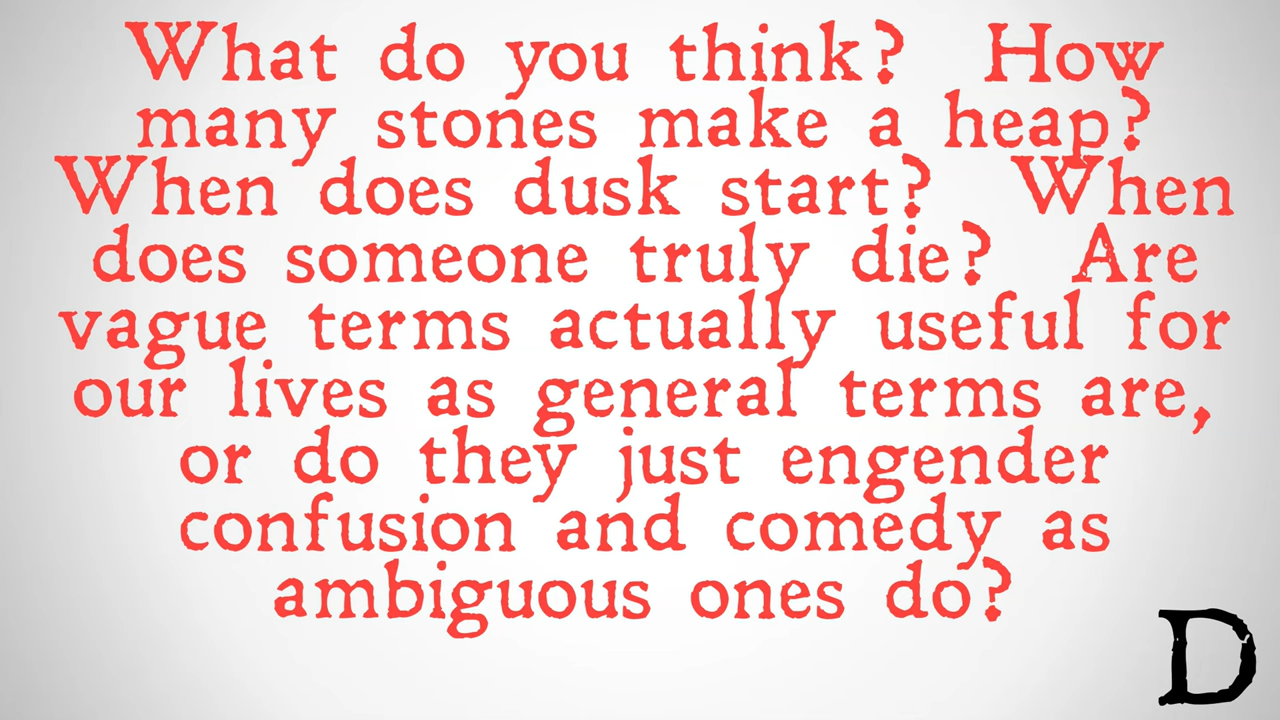 What do you think? How
many stones make a heap?
When does dusk start? When
does someone truly die? Are
vague terms actually useful for
our lives as general terms are,
or do they just engender
confusion and comedy as
ambiguous ones do?
D